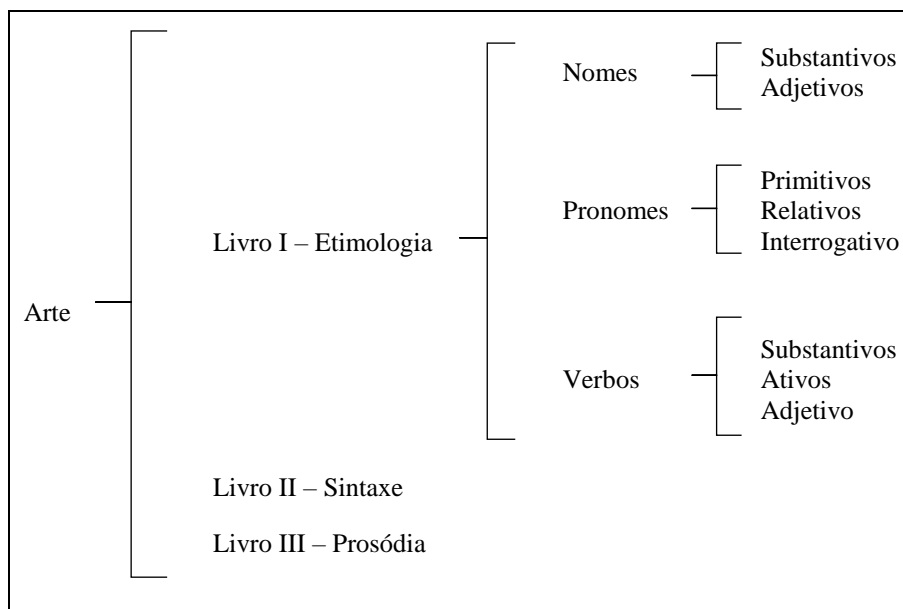 Arte
Livro I – Etimologia
Nomes
Substantivos
Adjetivos
Pronomes
Primitivos
Relativos
Interrogativo
Verbos
Substantivos
Ativos
Adjetivo
Livro II – Sintaxe
Livro III – Prosódia